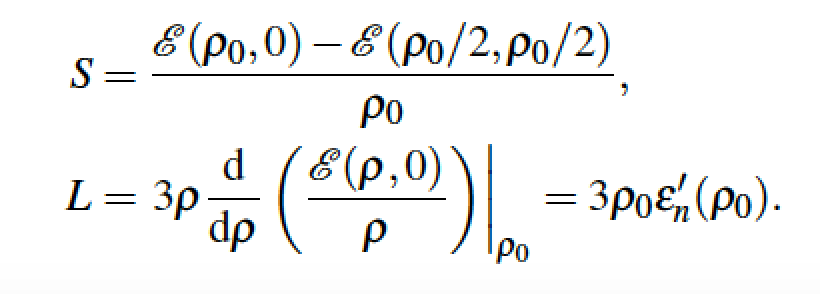 S = \frac{\mathscr{E}(\rho_0, 0) - \mathscr{E}(\rho_0/2, \rho_0/2)}{\rho_0},
L = 3\rho \frac{\mathrm{d}}{\mathrm{d}\rho} \left( \frac{\mathscr{E}(\rho, 0)}{\rho} \right) \bigg|_{\rho_0} = 3\rho_0 \varepsilon_n'(\rho_0).